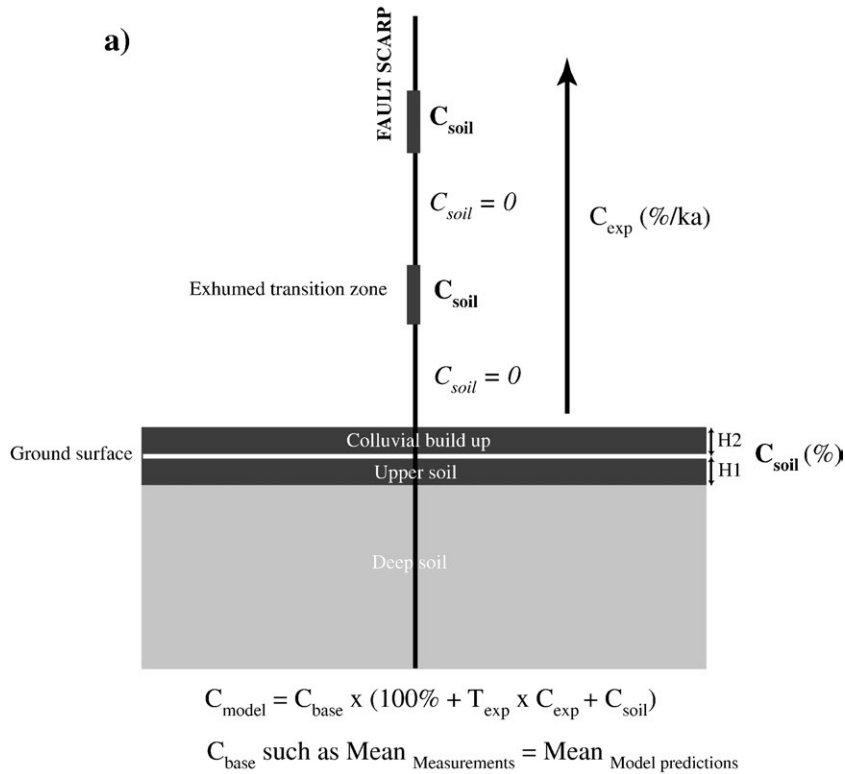 a)
FAULT SCARP
C_soil
C_soil = 0
C_exp (%/ka)
Exhumed transition zone
C_soil
C_soil = 0
Colluvial build up
H2
Ground surface
C_soil (%)
Upper soil
H1
Deep soil
C_model = C_base x (100% + T_exp x C_exp + C_soil)
C_base such as Mean Measurements = Mean Model predictions